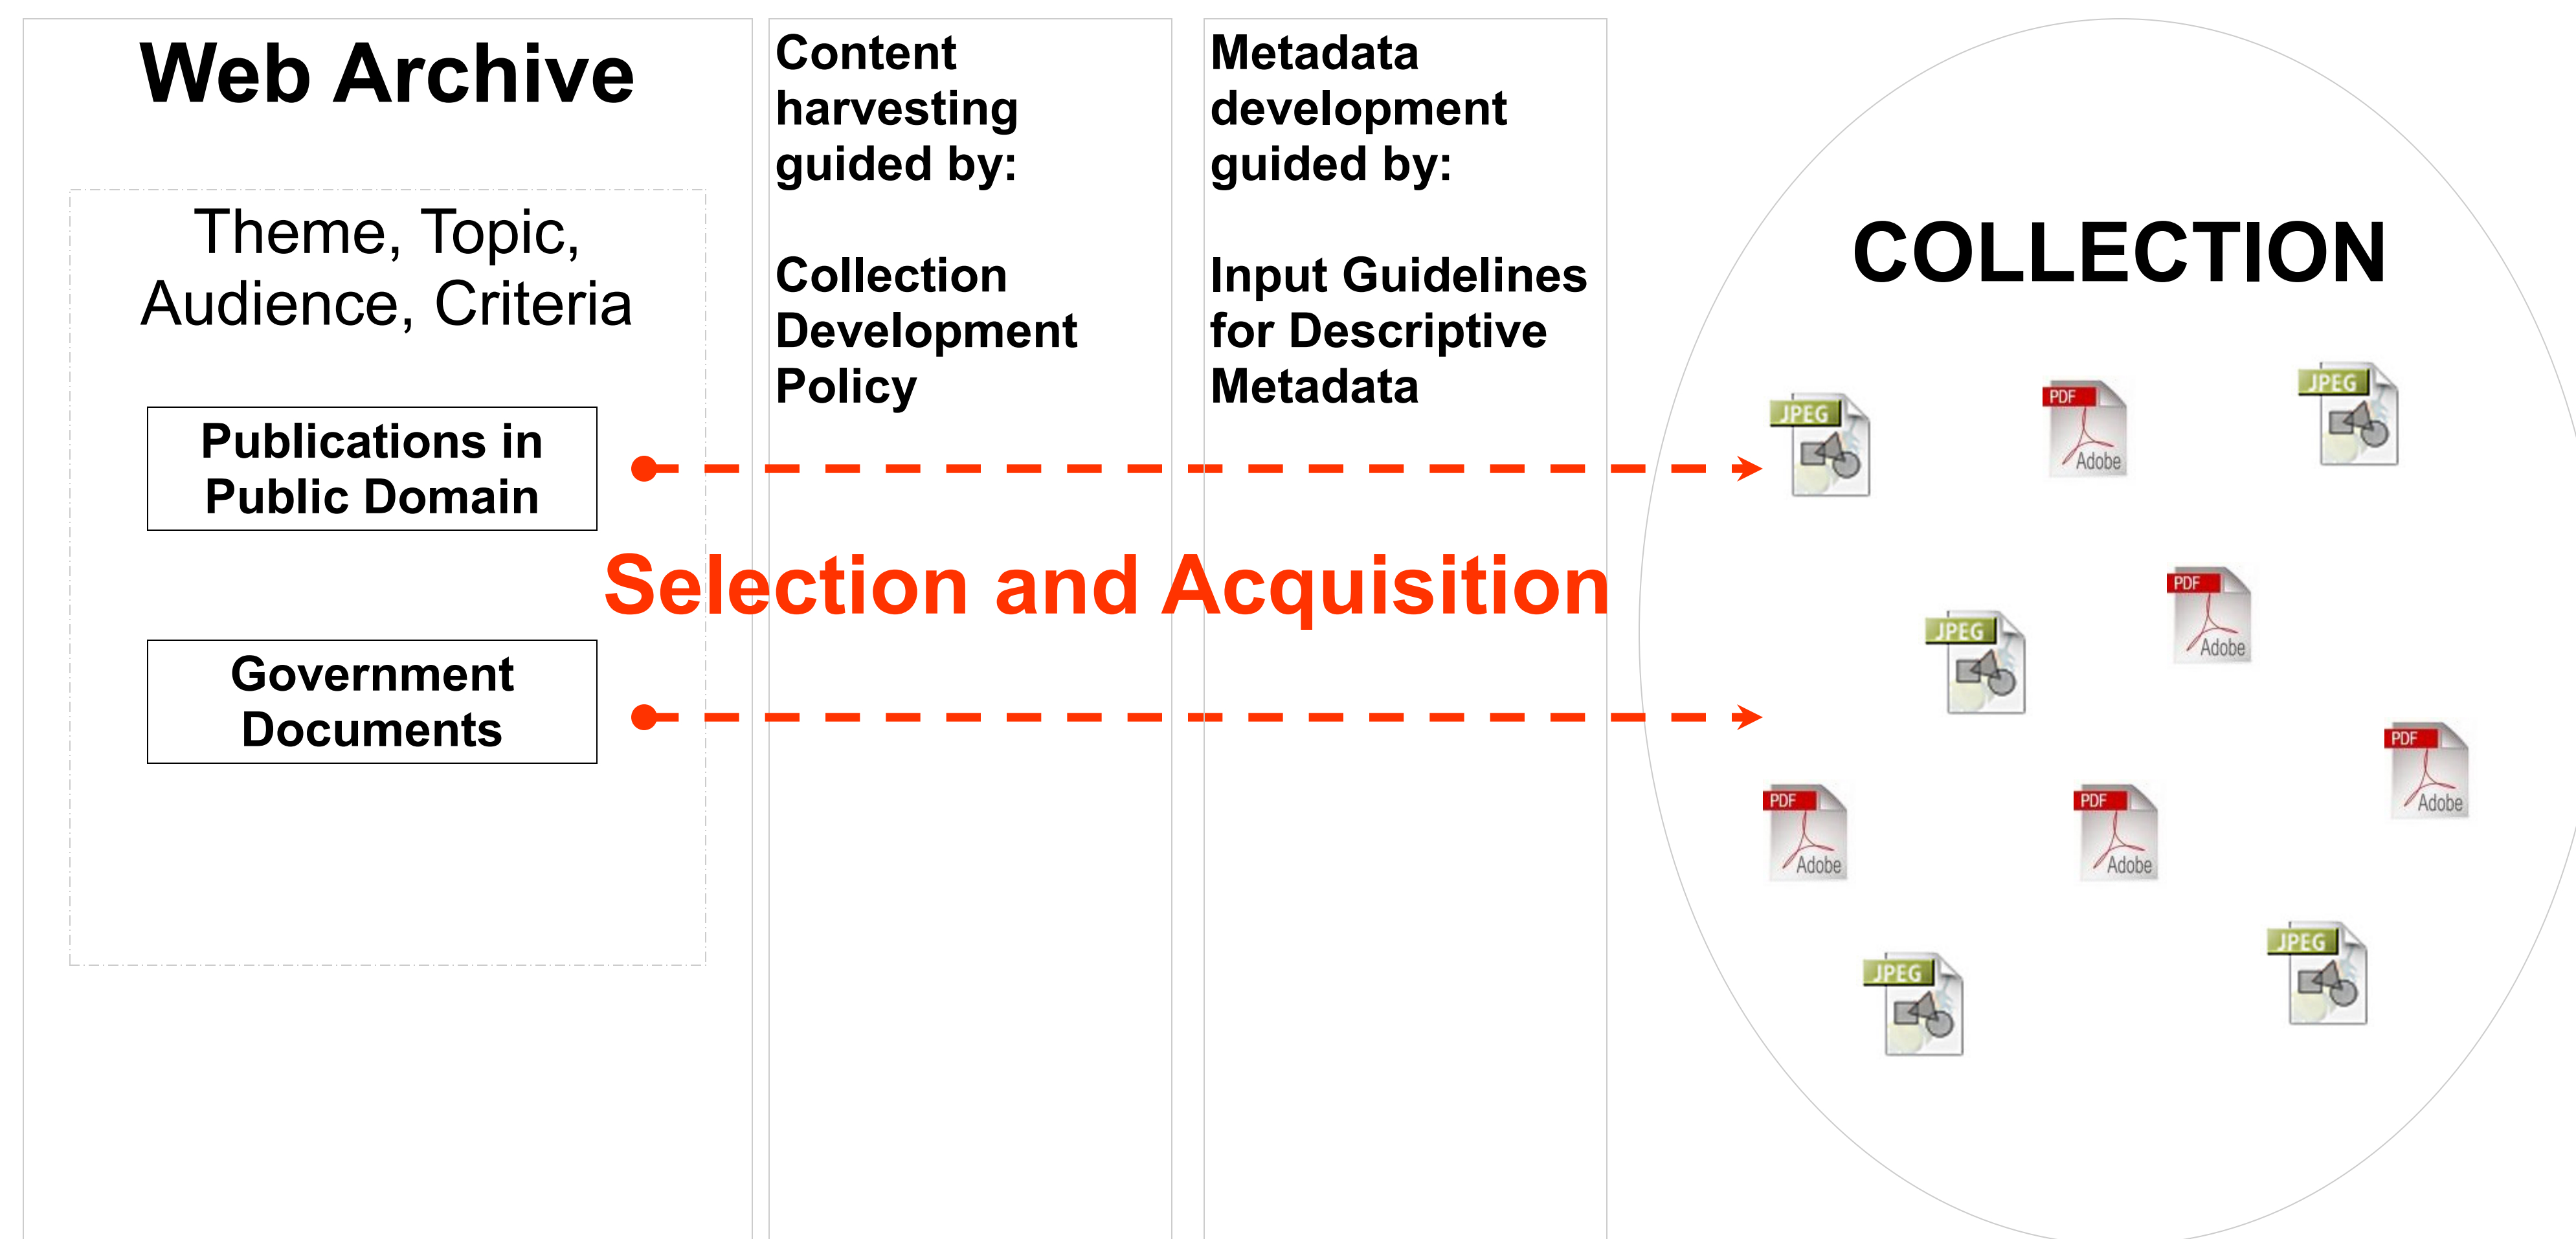 Web Archive
Theme, Topic,
Audience, Criteria
Publications in
Public Domain
Government
Documents
Content
harvesting
guided by:
Collection
Development
Policy
Metadata
development
guided by:
Input Guidelines
for Descriptive
Metadata
Selection and Acquisition
COLLECTION
JPEG
PDF
Adobe
JPEG
PDF
Adobe
JPEG
PDF
Adobe
PDF
Adobe
PDF
Adobe
JPEG
JPEG